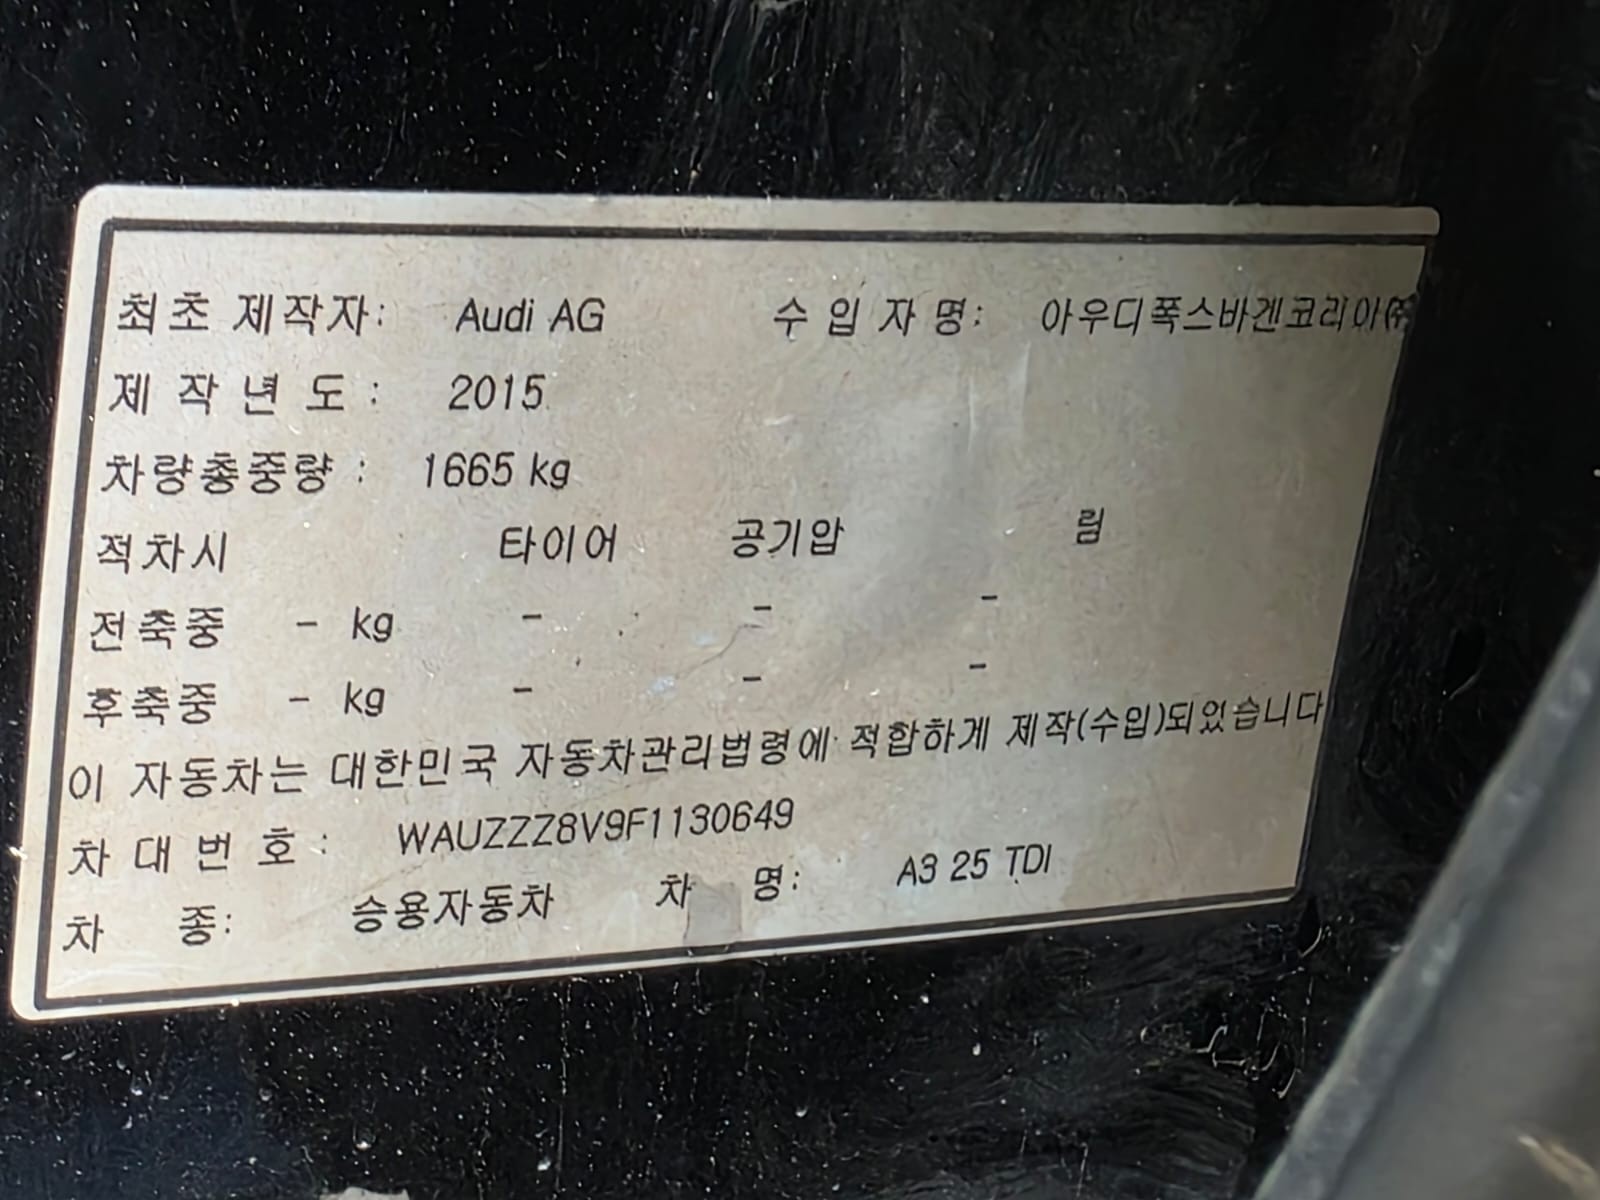 최초 제작자: Audi AG 수 입 자 명: 아우디폭스바겐코리아㈜
제 작 년 도 : 2015
차량총중량 : 1665 kg
적차시 타이어 공기압 림
전축중 - kg - - -
후축중 - kg - - -
이 자동차는 대한민국 자동차관리법령에 적합하게 제작(수입)되었습니다
차 대 번 호 : WAUZZZ8V9F1130649
차 종: 승용자동차 차 명: A3 25 TDI